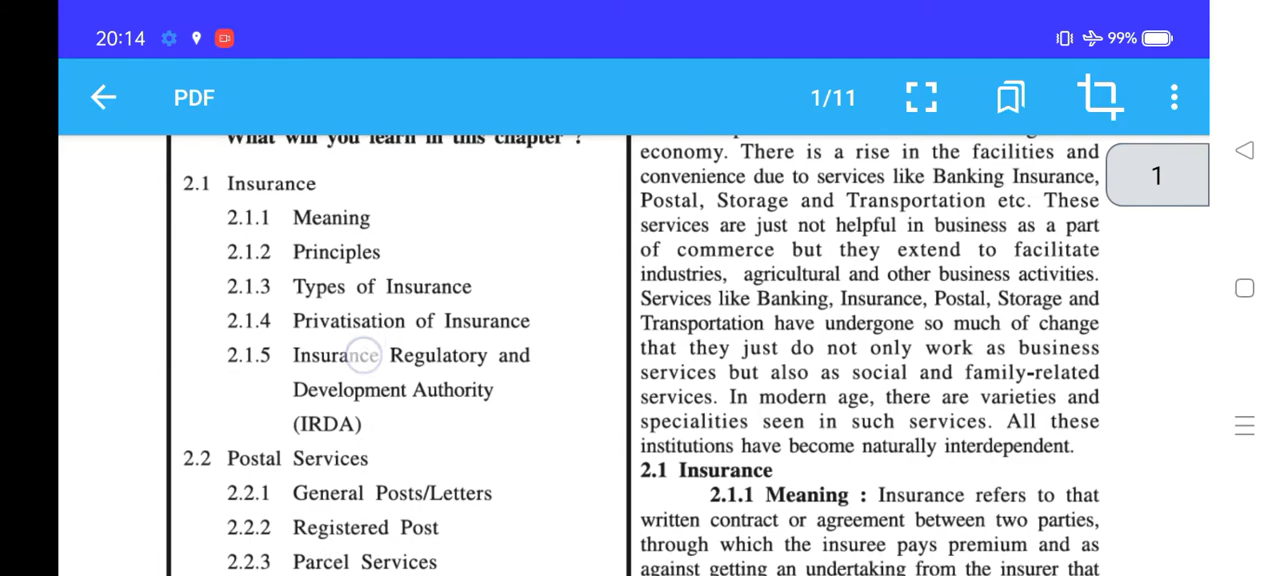 20:14
99%
PDF
1/11
1
What will you learn in this chapter ?
2.1 Insurance
2.1.1 Meaning
2.1.2 Principles
2.1.3 Types of Insurance
2.1.4 Privatisation of Insurance
2.1.5 Insurance Regulatory and
Development Authority
(IRDA)
2.2 Postal Services
2.2.1 General Posts/Letters
2.2.2 Registered Post
2.2.3 Parcel Services
economy. There is a rise in the facilities and
convenience due to services like Banking Insurance,
Postal, Storage and Transportation etc. These
services are just not helpful in business as a part
of commerce but they extend to facilitate
industries, agricultural and other business activities.
Services like Banking, Insurance, Postal, Storage and
Transportation have undergone so much of change
that they just do not only work as business
services but also as social and family-related
services. In modern age, there are varieties and
specialities seen in such services. All these
institutions have become naturally interdependent.
2.1 Insurance
2.1.1 Meaning : Insurance refers to that
written contract or agreement between two parties,
through which the insuree pays premium and as
against getting an undertaking from the insurer that